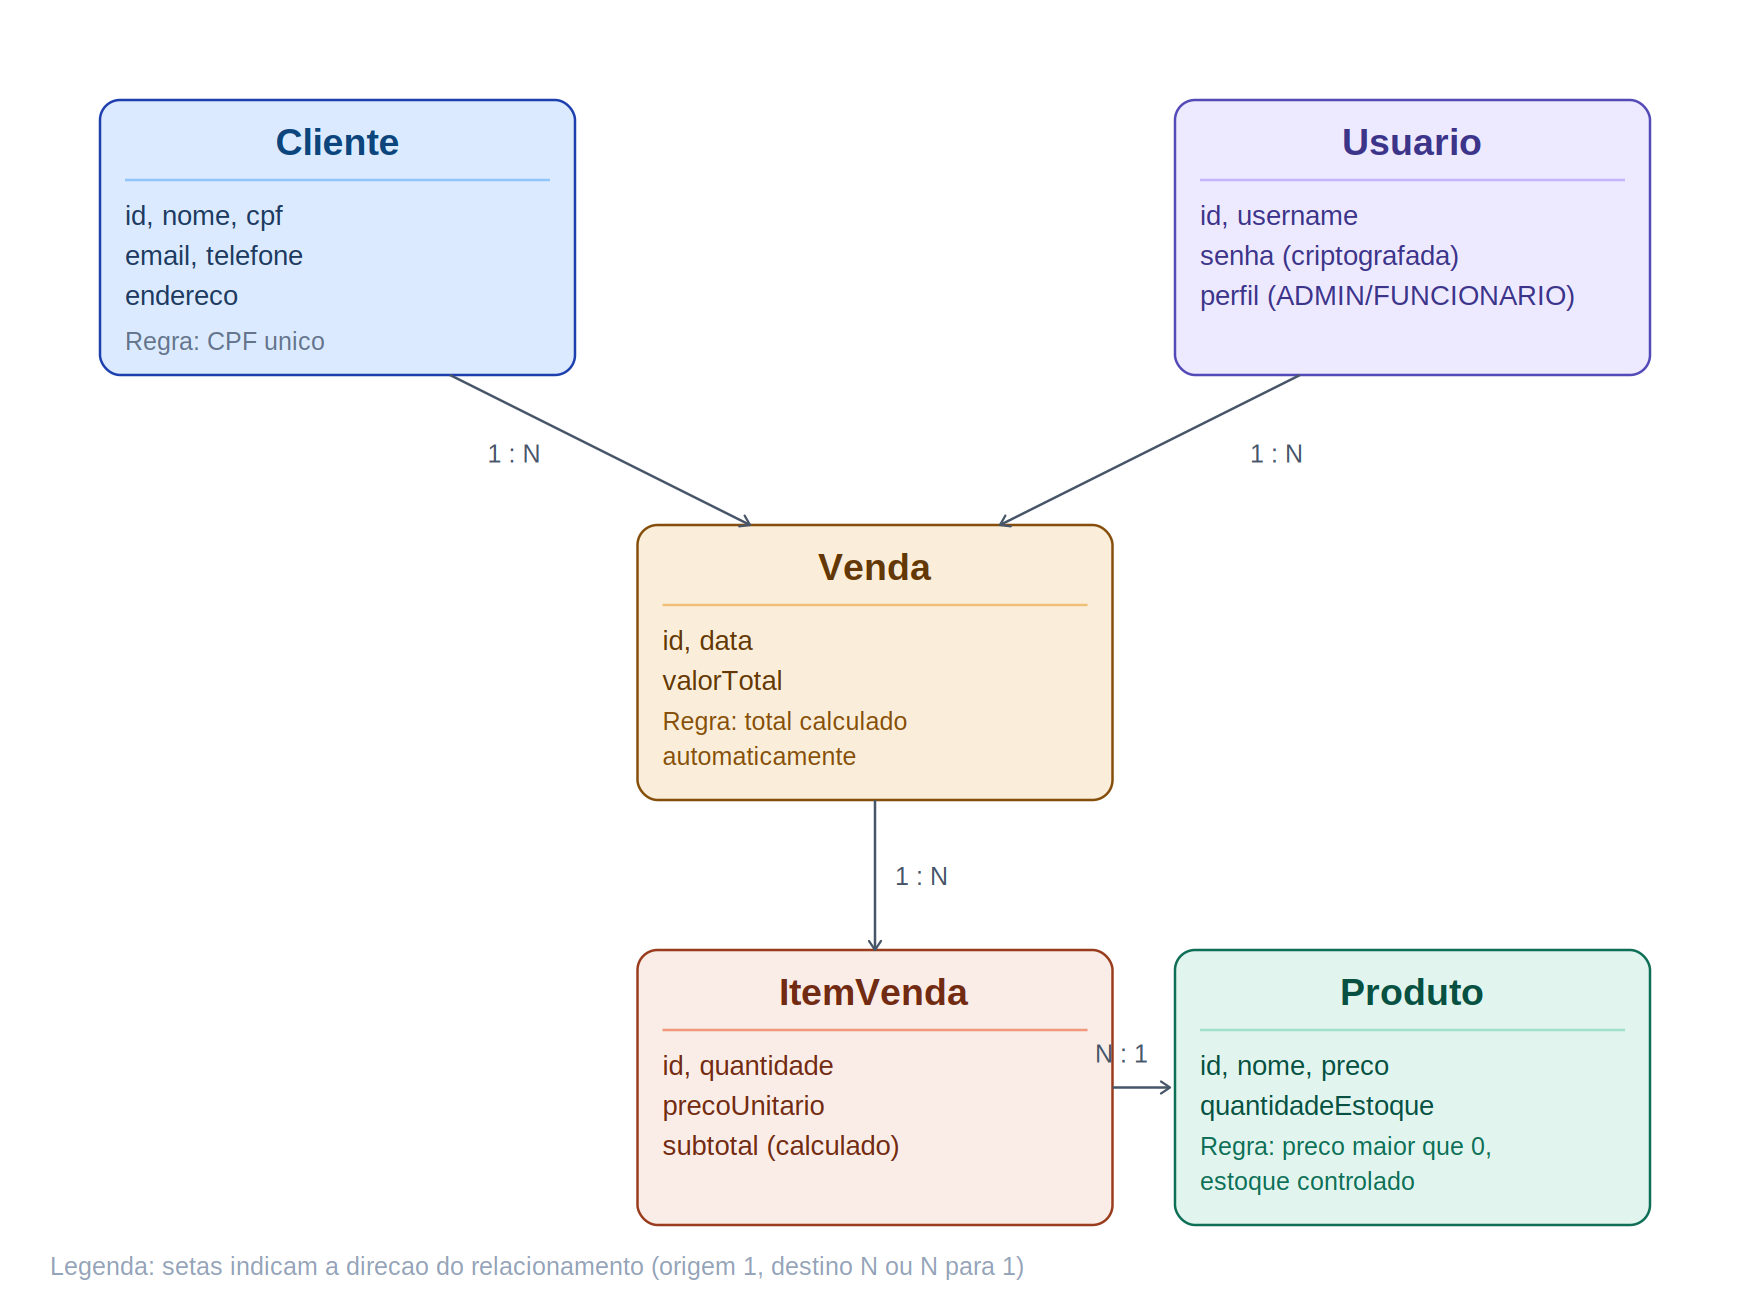 Cliente
id, nome, cpf
email, telefone
endereco
Regra: CPF unico
Usuario
id, username
senha (criptografada)
perfil (ADMIN/FUNCIONARIO)
1 : N
1 : N
Venda
id, data
valorTotal
Regra: total calculado
automaticamente
1 : N
ItemVenda
id, quantidade
precoUnitario
subtotal (calculado)
N : 1
Produto
id, nome, preco
quantidadeEstoque
Regra: preco maior que 0,
estoque controlado
Legenda: setas indicam a direcao do relacionamento (origem 1, destino N ou N para 1)